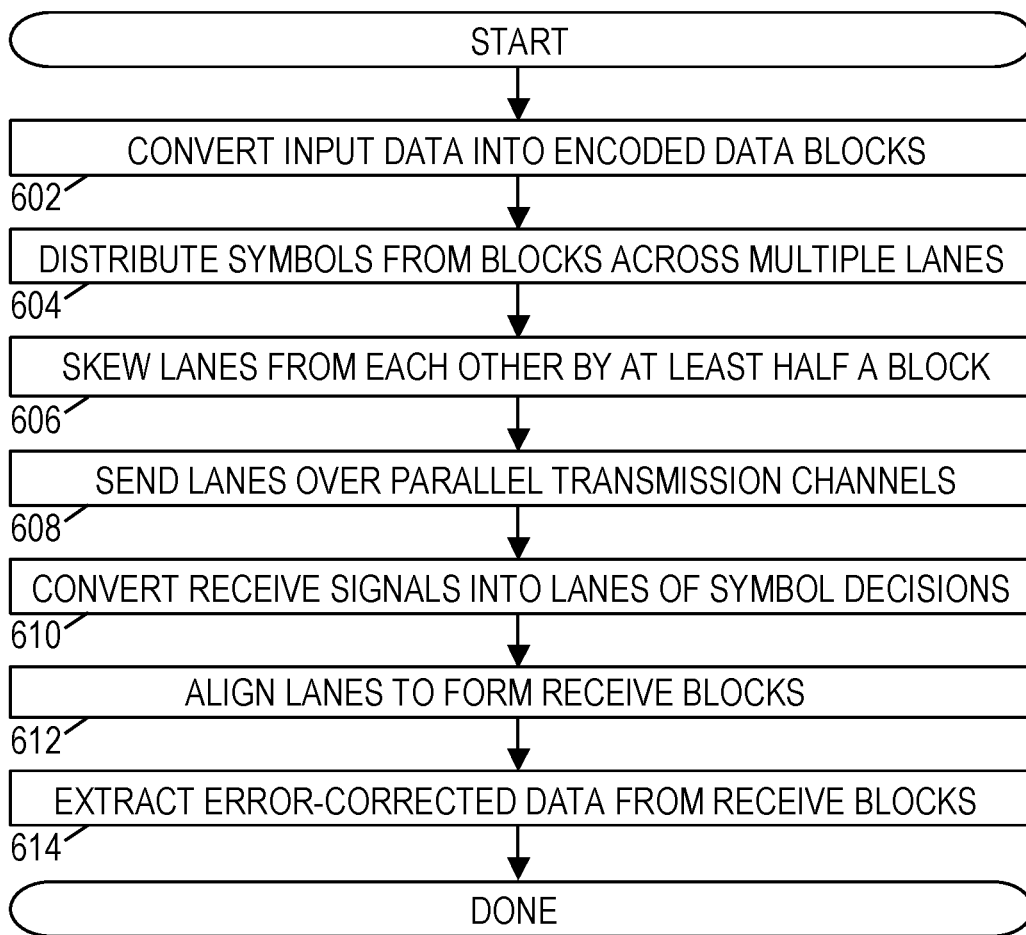 START
CONVERT INPUT DATA INTO ENCODED DATA BLOCKS
602
DISTRIBUTE SYMBOLS FROM BLOCKS ACROSS MULTIPLE LANES
604
SKEW LANES FROM EACH OTHER BY AT LEAST HALF A BLOCK
606
SEND LANES OVER PARALLEL TRANSMISSION CHANNELS
608
CONVERT RECEIVE SIGNALS INTO LANES OF SYMBOL DECISIONS
610
ALIGN LANES TO FORM RECEIVE BLOCKS
612
EXTRACT ERROR-CORRECTED DATA FROM RECEIVE BLOCKS
614
DONE